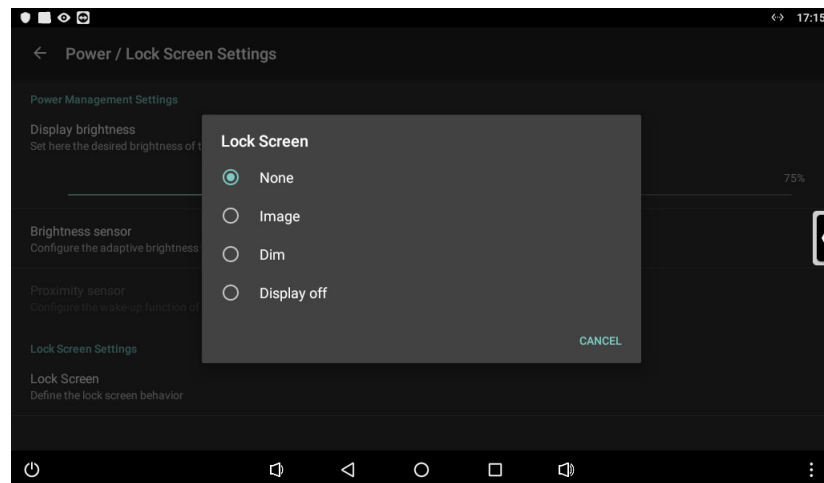 17:15
Power / Lock Screen Settings
Power Management Settings
Display brightness
Set here the desired brightness of
75%
Brightness sensor
Configure the adaptive brightness
Proximity sensor
Configure the wake-up function of
Lock Screen Settings
Lock Screen
Define the lock screen behavior
Lock Screen
None
Image
Dim
Display off
CANCEL